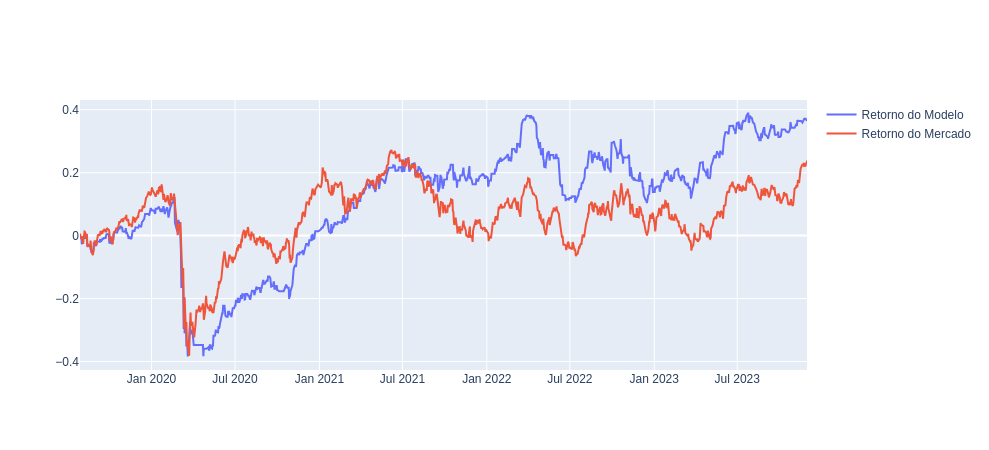 0.4
0.2
0
−0.2
−0.4
Jan 2020
Jul 2020
Jan 2021
Jul 2021
Jan 2022
Jul 2022
Jan 2023
Jul 2023
Retorno do Modelo
Retorno do Mercado